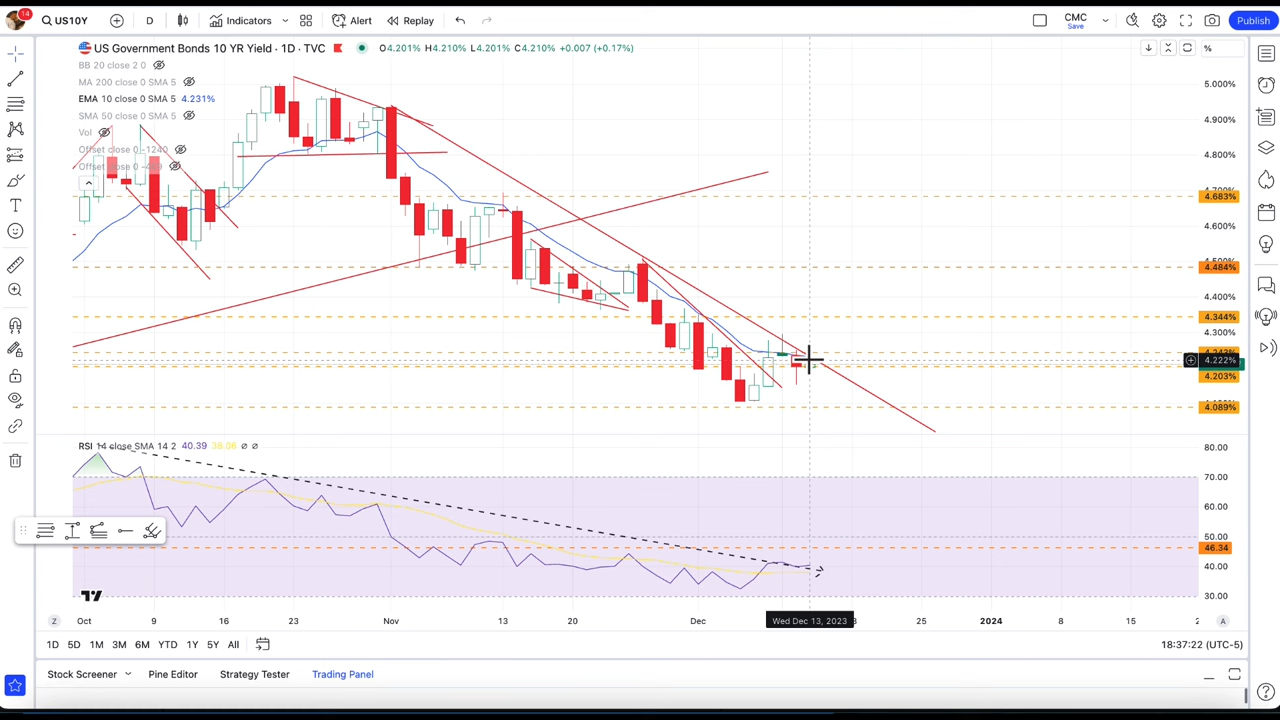 14
US10Y
D
Indicators
Alert
Replay
CMC
Save
Publish
US Government Bonds 10 YR Yield · 1D · TVC
O4.201% H4.210% L4.201% C4.210% +0.007 (+0.17%)
%
BB 20 close 2 0
MA 200 close 0 SMA 5
EMA 10 close 0 SMA 5 4.231%
SMA 50 close 0 SMA 5
Vol
5.000%
4.900%
4.800%
4.683%
4.600%
4.484%
4.400%
4.344%
4.300%
4.222%
4.203%
4.089%
RSI 14 close SMA 14 2 40.39 38.06 ø ø
80.00
70.00
60.00
50.00
46.34
40.00
30.00
Z
Oct
9
16
23
Nov
13
20
Dec
Wed Dec 13, 2023
25
2024
8
15
A
1D 5D 1M 3M 6M YTD 1Y 5Y All
18:37:22 (UTC-5)
Stock Screener
Pine Editor
Strategy Tester
Trading Panel